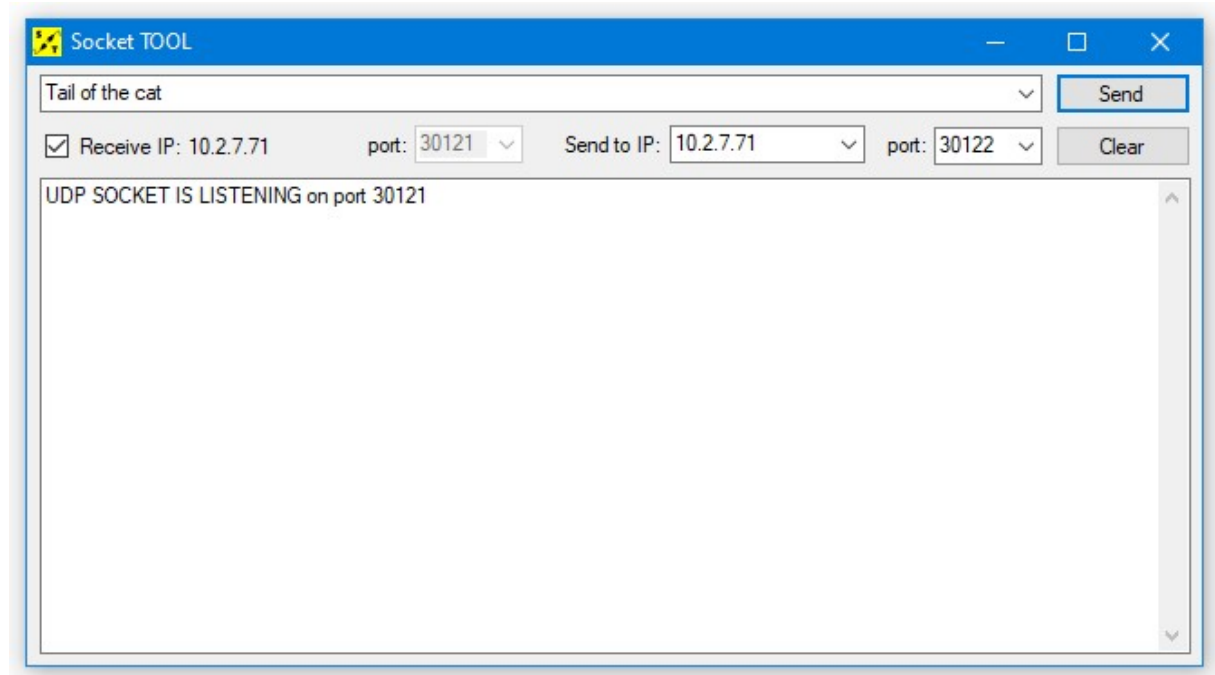 Socket TOOL
Tail of the cat
Send
Receive IP: 10.2.7.71 port: 30121 Send to IP: 10.2.7.71 port: 30122 Clear
UDP SOCKET IS LISTENING on port 30121